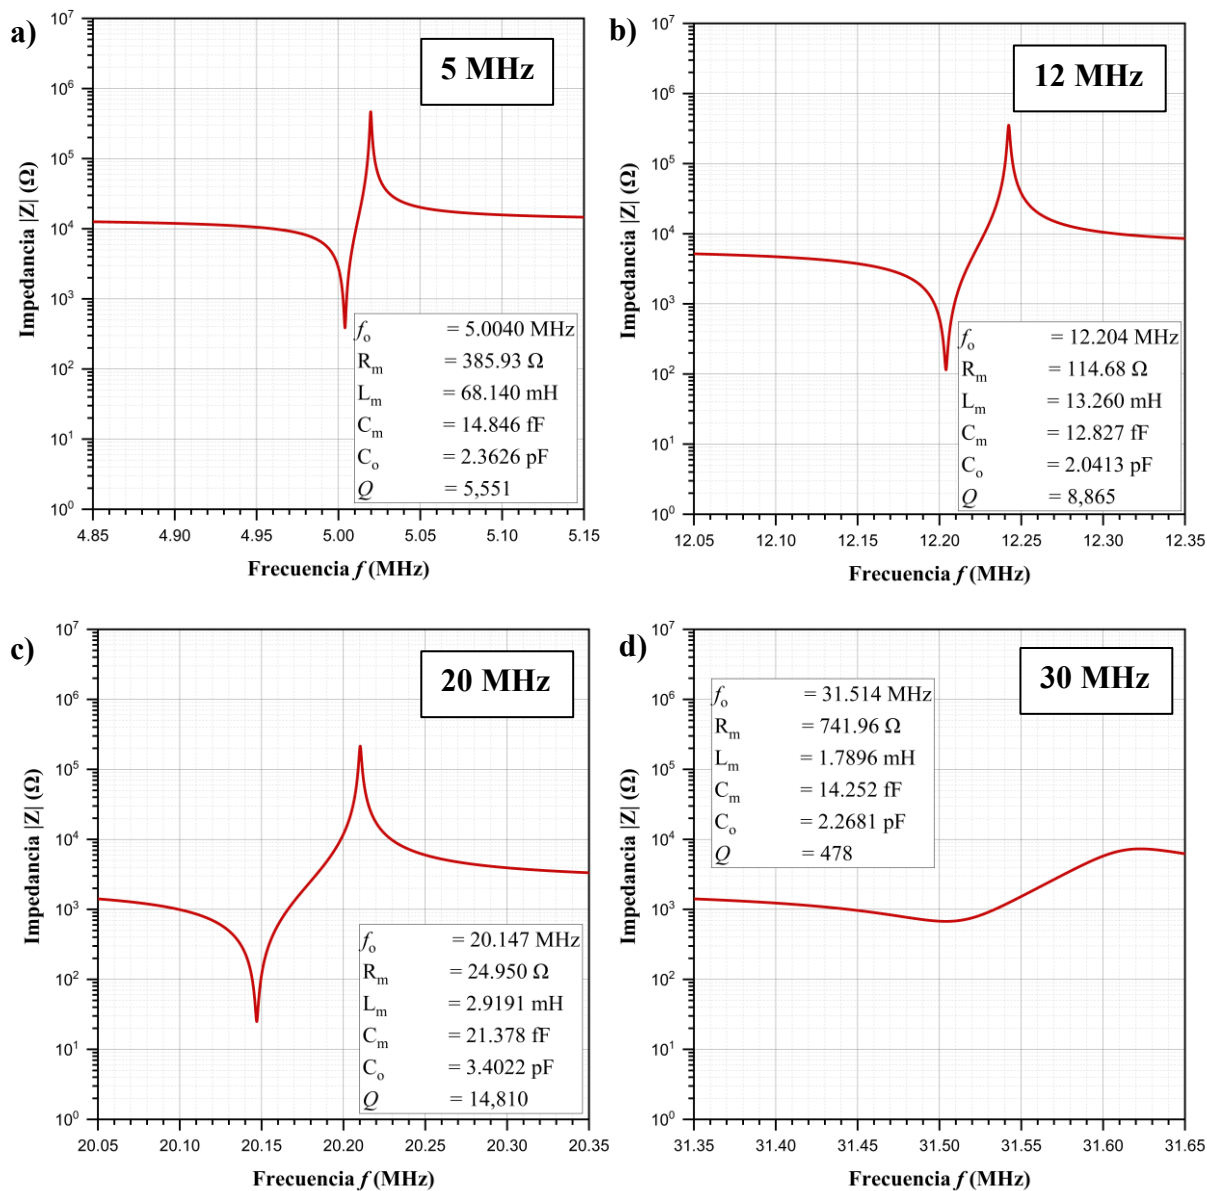 a)
5 MHz
Impedancia |Z| (Ω)
10⁷
10⁶
10⁵
10⁴
10³
10²
10¹
10⁰
fₒ = 5.0040 MHz
Rₘ = 385.93 Ω
Lₘ = 68.140 mH
Cₘ = 14.846 fF
Cₒ = 2.3626 pF
Q = 5,551
4.85 4.90 4.95 5.00 5.05 5.10 5.15
Frecuencia f (MHz)
b)
12 MHz
Impedancia |Z| (Ω)
10⁷
10⁶
10⁵
10⁴
10³
10²
10¹
10⁰
fₒ = 12.204 MHz
Rₘ = 114.68 Ω
Lₘ = 13.260 mH
Cₘ = 12.827 fF
Cₒ = 2.0413 pF
Q = 8,865
12.05 12.10 12.15 12.20 12.25 12.30 12.35
Frecuencia f (MHz)
c)
20 MHz
Impedancia |Z| (Ω)
10⁷
10⁶
10⁵
10⁴
10³
10²
10¹
10⁰
fₒ = 20.147 MHz
Rₘ = 24.950 Ω
Lₘ = 2.9191 mH
Cₘ = 21.378 fF
Cₒ = 3.4022 pF
Q = 14,810
20.05 20.10 20.15 20.20 20.25 20.30 20.35
Frecuencia f (MHz)
d)
30 MHz
Impedancia |Z| (Ω)
10⁷
10⁶
10⁵
10⁴
10³
10²
10¹
10⁰
fₒ = 31.514 MHz
Rₘ = 741.96 Ω
Lₘ = 1.7896 mH
Cₘ = 14.252 fF
Cₒ = 2.2681 pF
Q = 478
31.35 31.40 31.45 31.50 31.55 31.60 31.65
Frecuencia f (MHz)